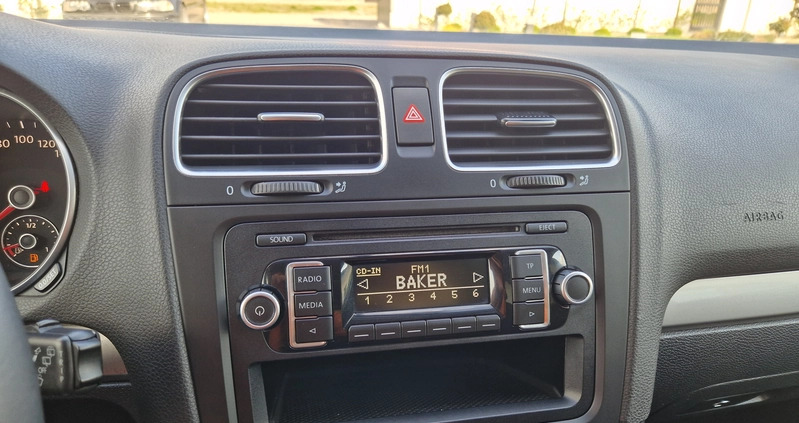 80 100 120
1/2
1
0
0
AIRBAG
SOUND
EJECT
RADIO
MEDIA
CD-IN
FM1
BAKER
1 2 3 4 5 6
TP
MENU